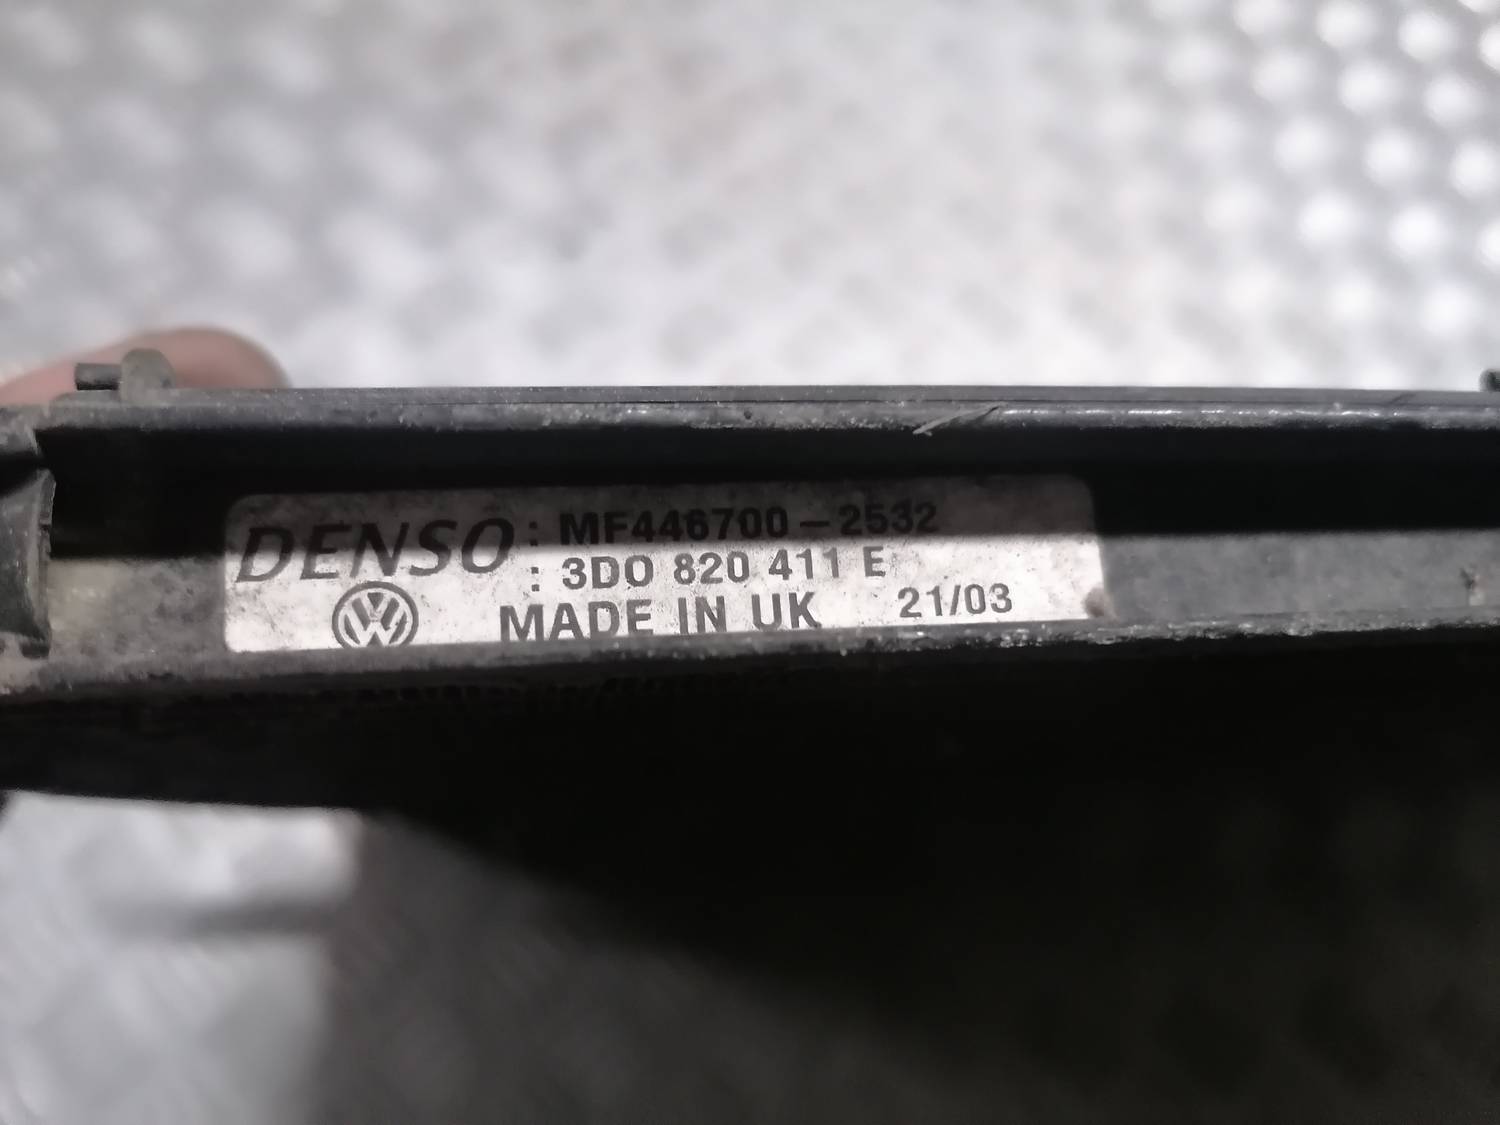 DENSO : MF446700-2532
: 3D0 820 411 E
MADE IN UK 21/03